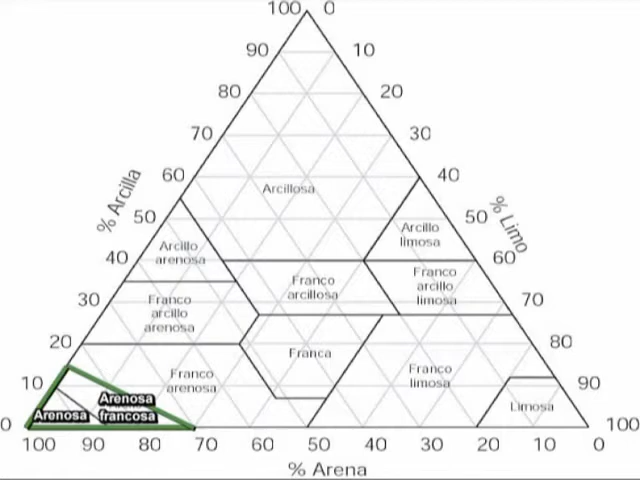 100 0
90 10
80 20
70 30
60 40
Arcillosa
% Arcilla
50 50
% Limo
Arcillo
limosa
Arcillo
arenosa
40 60
Franco
arcillosa
Franco
arcillo
limosa
30 70
Franco
arcillo
arenosa
20 80
Franca
Franco
arenosa
Franco
limosa
10 90
Arenosa
francosa
Arenosa
Limosa
0 100
100 90 80 70 60 50 40 30 20 10 0
% Arena